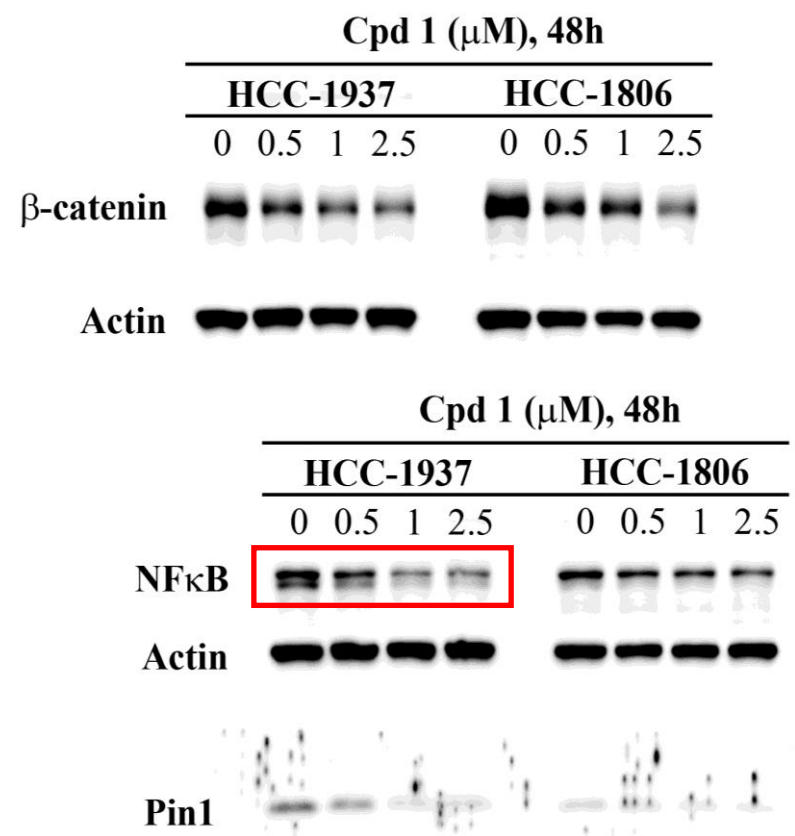 Cpd 1 (μM), 48h
HCC-1937 HCC-1806
0 0.5 1 2.5 0 0.5 1 2.5
β-catenin
Actin
Cpd 1 (μM), 48h
HCC-1937 HCC-1806
0 0.5 1 2.5 0 0.5 1 2.5
NFκB
Actin
Pin1